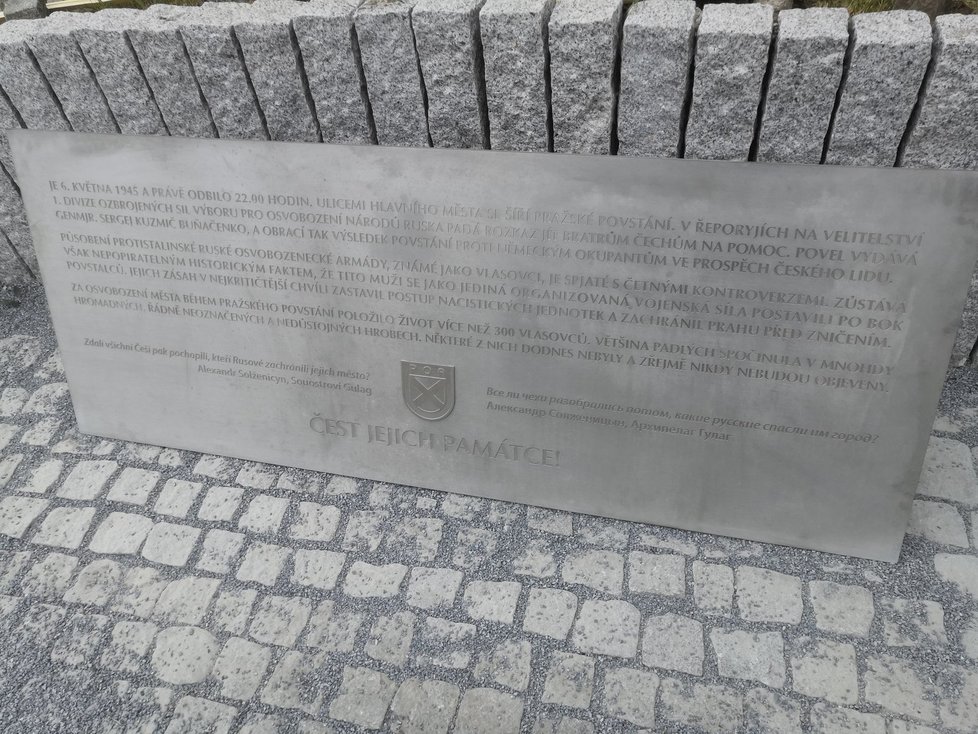 JE 6. KVĚTNA 1945 A PRÁVĚ ODBILO 22.00 HODIN. ULICEMI HLAVNÍHO MĚSTA SE ŠÍŘÍ PRAŽSKÉ POVSTÁNÍ. V ŘEPORYJÍCH NA VELITELSTVÍ
1. DIVIZE OZBROJENÝCH SIL VÝBORU PRO OSVOBOZENÍ NÁRODŮ RUSKA PADÁ ROZKAZ JÍT BRATRŮM ČECHŮM NA POMOC. POVEL VYDÁVÁ
GENMJR. SERGEJ KUZMIČ BUŇAČENKO, A OBRACÍ TAK VÝSLEDEK POVSTÁNÍ PROTI NĚMECKÝM OKUPANTŮM VE PROSPĚCH ČESKÉHO LIDU.
PŮSOBENÍ PROTISTALINSKÉ RUSKÉ OSVOBOZENECKÉ ARMÁDY, ZNÁMÉ JAKO VLASOVCI, JE SPJATÉ S ČETNÝMI KONTROVERZEMI. ZŮSTÁVÁ
VŠAK NEPOPIRATELNÝM HISTORICKÝM FAKTEM, ŽE TITO MUŽI SE JAKO JEDINÁ ORGANIZOVANÁ VOJENSKÁ SÍLA POSTAVILI PO BOK
POVSTALCŮ. JEJICH ZÁSAH V NEJKRITIČTĚJŠÍ CHVÍLI ZASTAVIL POSTUP NACISTICKÝCH JEDNOTEK A ZACHRÁNIL PRAHU PŘED ZNIČENÍM.
ZA OSVOBOZENÍ MĚSTA BĚHEM PRAŽSKÉHO POVSTÁNÍ POLOŽILO ŽIVOT VÍCE NEŽ 300 VLASOVCŮ. VĚTŠINA PADLÝCH SPOČINULA V MNOHDY
HROMADNÝCH, ŘÁDNĚ NEOZNAČENÝCH A NEDŮSTOJNÝCH HROBECH. NĚKTERÉ Z NICH DODNES NEBYLY A ZŘEJMĚ NIKDY NEBUDOU OBJEVENY.
Zdali všichni Češi pak pochopili, kteří Rusové zachránili jejich město?
Alexandr Solženicyn, Souostroví Gulag
РОА
Все ли чехи разобрались потом, какие русские спасли им город?
Александр Солженицын, Архипелаг Гулаг
ČEST JEJICH PAMÁTCE!